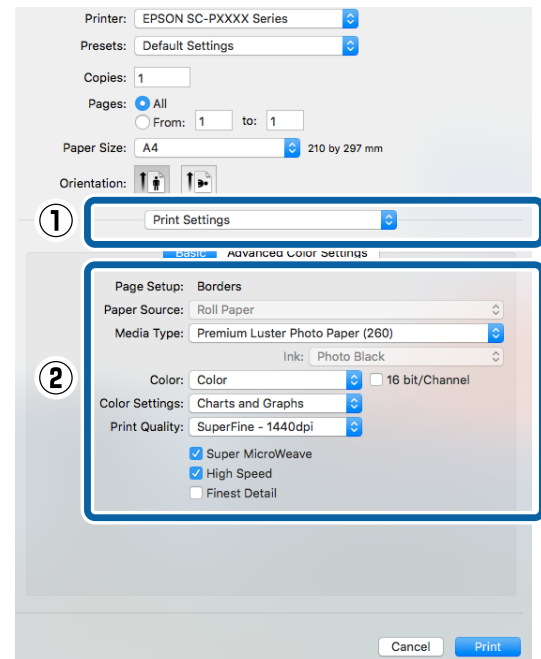 Printer: EPSON SC-PXXXX Series
Presets: Default Settings
Copies: 1
Pages: All
From: 1 to: 1
Paper Size: A4 210 by 297 mm
Orientation:
1 Print Settings
Basic Advanced Color Settings
Page Setup: Borders
Paper Source: Roll Paper
Media Type: Premium Luster Photo Paper (260)
Ink: Photo Black
2 Color: Color 16 bit/Channel
Color Settings: Charts and Graphs
Print Quality: SuperFine - 1440dpi
Super MicroWeave
High Speed
Finest Detail
Cancel Print